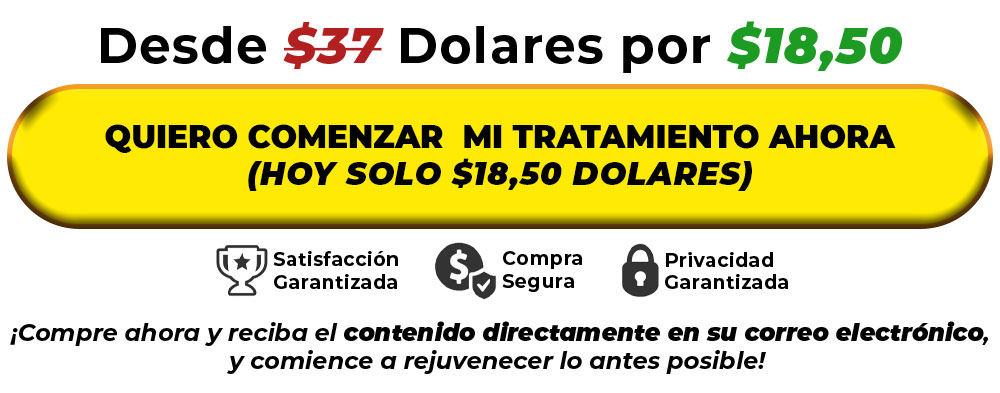 Desde $37 Dolares por $18,50
QUIERO COMENZAR MI TRATAMIENTO AHORA
(HOY SOLO $18,50 DOLARES)
Satisfacción
Garantizada
Compra
Segura
Privacidad
Garantizada
¡Compre ahora y reciba el contenido directamente en su correo electrónico,
y comience a rejuvenecer lo antes posible!